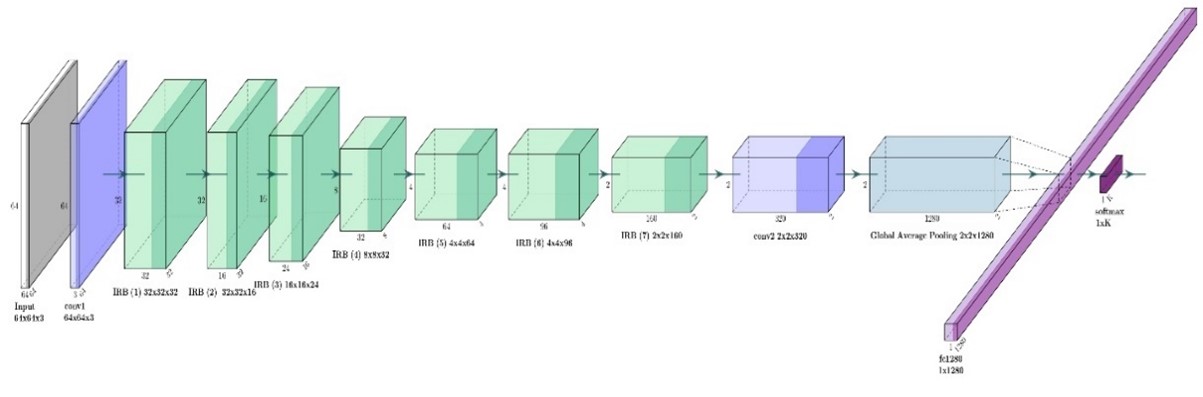 64
64
64
Input
64x64x3
64
3
64
conv1
64x64x3
32
32
IRB (1) 32x32x32
32
16
IRB (2) 32x32x16
16
24
IRB (3) 16x16x24
8
32
8
IRB (4) 8x8x32
4
64
4
IRB (5) 4x4x64
4
96
4
IRB (6) 4x4x96
2
160
2
IRB (7) 2x2x160
2
320
2
conv2 2x2x320
2
1280
2
Global Average Pooling 2x2x1280
1
1280
fc1280
1x1280
1
K
softmax
1xK